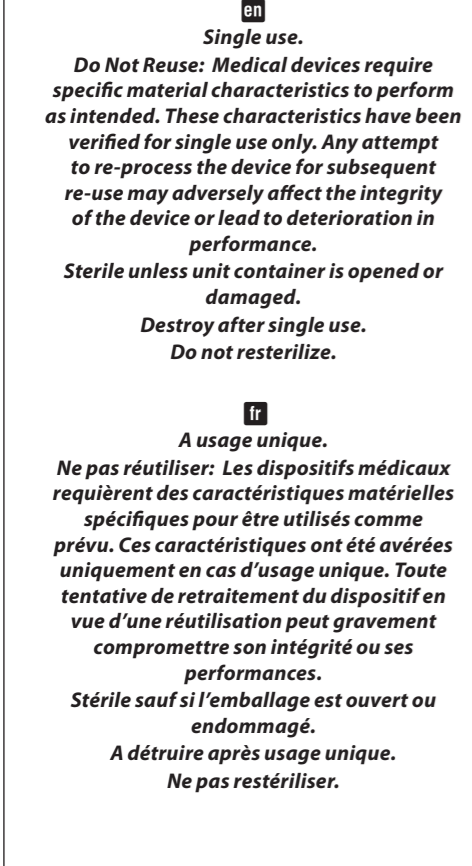 en
Single use.
Do Not Reuse:  Medical devices require
specific material characteristics to perform
as intended. These characteristics have been
verified for single use only. Any attempt
to re-process the device for subsequent
re-use may adversely affect the integrity
of the device or lead to deterioration in
performance.
Sterile unless unit container is opened or
damaged.
Destroy after single use.
Do not resterilize.
fr
A usage unique.
Ne pas réutiliser:  Les dispositifs médicaux
requièrent des caractéristiques matérielles
spécifiques pour être utilisés comme
prévu. Ces caractéristiques ont été avérées
uniquement en cas d’usage unique. Toute
tentative de retraitement du dispositif en
vue d’une réutilisation peut gravement
compromettre son intégrité ou ses
performances.
Stérile sauf si l’emballage est ouvert ou
endommagé.
A détruire après usage unique.
Ne pas restériliser.